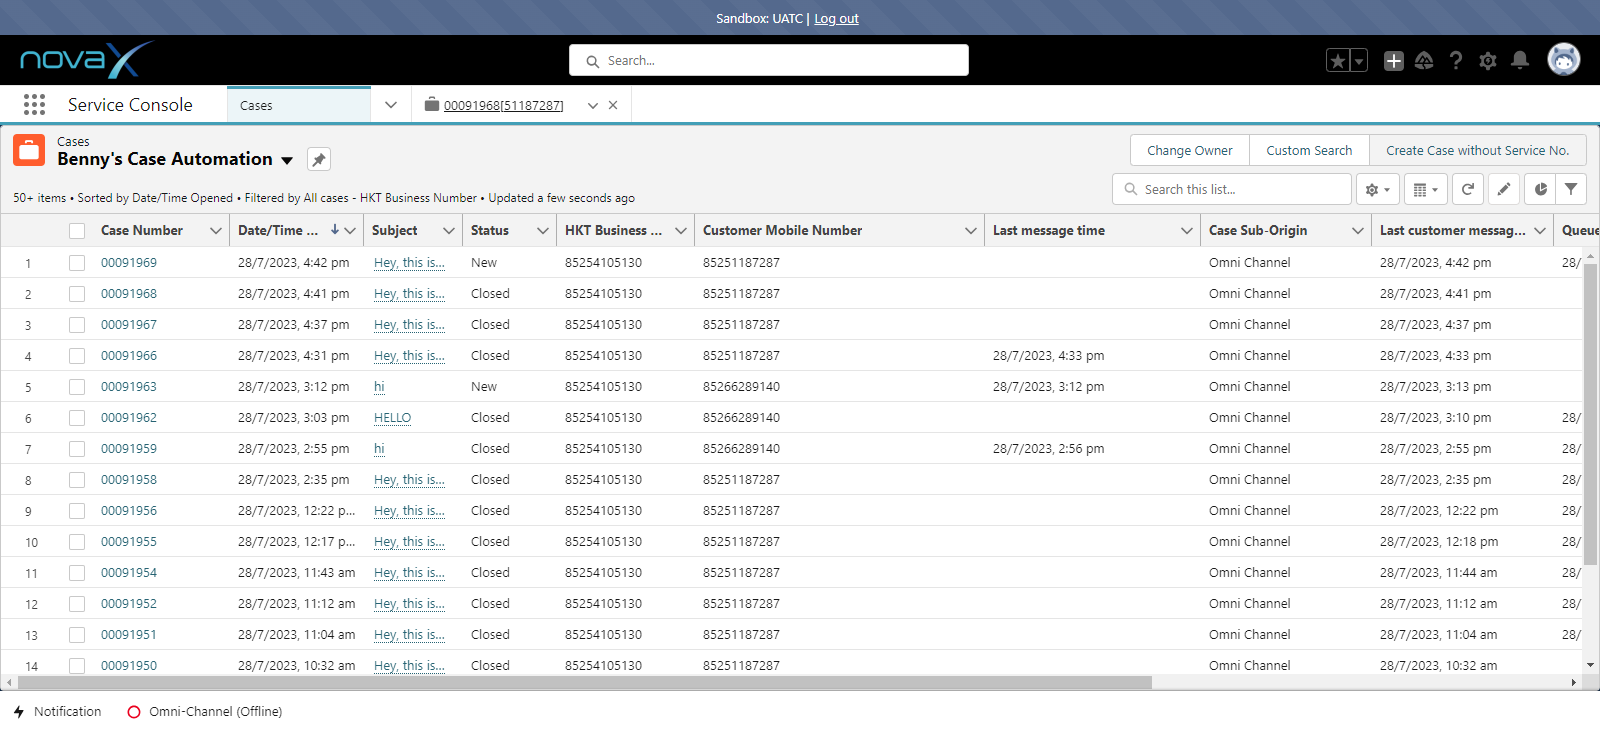 Sandbox: UATC | Log out
novaX
Search...
Service Console
Cases
00091968[51187287]
Cases
Benny's Case Automation
Change Owner Custom Search Create Case without Service No.
50+ items • Sorted by Date/Time Opened • Filtered by All cases - HKT Business Number • Updated a few seconds ago
Search this list...
Case Number Date/Time ... Subject Status HKT Business ... Customer Mobile Number Last message time Case Sub-Origin Last customer messag... Queue
1 00091969 28/7/2023, 4:42 pm Hey, this is... New 85254105130 85251187287 Omni Channel 28/7/2023, 4:42 pm 28/
2 00091968 28/7/2023, 4:41 pm Hey, this is... Closed 85254105130 85251187287 Omni Channel 28/7/2023, 4:41 pm
3 00091967 28/7/2023, 4:37 pm Hey, this is... Closed 85254105130 85251187287 Omni Channel 28/7/2023, 4:37 pm
4 00091966 28/7/2023, 4:31 pm Hey, this is... Closed 85254105130 85251187287 28/7/2023, 4:33 pm Omni Channel 28/7/2023, 4:33 pm
5 00091963 28/7/2023, 3:12 pm hi New 85254105130 85266289140 28/7/2023, 3:12 pm Omni Channel 28/7/2023, 3:13 pm
6 00091962 28/7/2023, 3:03 pm HELLO Closed 85254105130 85266289140 Omni Channel 28/7/2023, 3:10 pm 28/
7 00091959 28/7/2023, 2:55 pm hi Closed 85254105130 85266289140 28/7/2023, 2:56 pm Omni Channel 28/7/2023, 2:55 pm 28/
8 00091958 28/7/2023, 2:35 pm Hey, this is... Closed 85254105130 85251187287 Omni Channel 28/7/2023, 2:35 pm 28/
9 00091956 28/7/2023, 12:22 p... Hey, this is... Closed 85254105130 85251187287 Omni Channel 28/7/2023, 12:22 pm 28/
10 00091955 28/7/2023, 12:17 p... Hey, this is... Closed 85254105130 85251187287 Omni Channel 28/7/2023, 12:18 pm 28/
11 00091954 28/7/2023, 11:43 am Hey, this is... Closed 85254105130 85251187287 Omni Channel 28/7/2023, 11:44 am 28/
12 00091952 28/7/2023, 11:12 am Hey, this is... Closed 85254105130 85251187287 Omni Channel 28/7/2023, 11:12 am 28/
13 00091951 28/7/2023, 11:04 am Hey, this is... Closed 85254105130 85251187287 Omni Channel 28/7/2023, 11:04 am 28/
14 00091950 28/7/2023, 10:32 am Hey, this is... Closed 85254105130 85251187287 Omni Channel 28/7/2023, 10:32 am
Notification Omni-Channel (Offline)